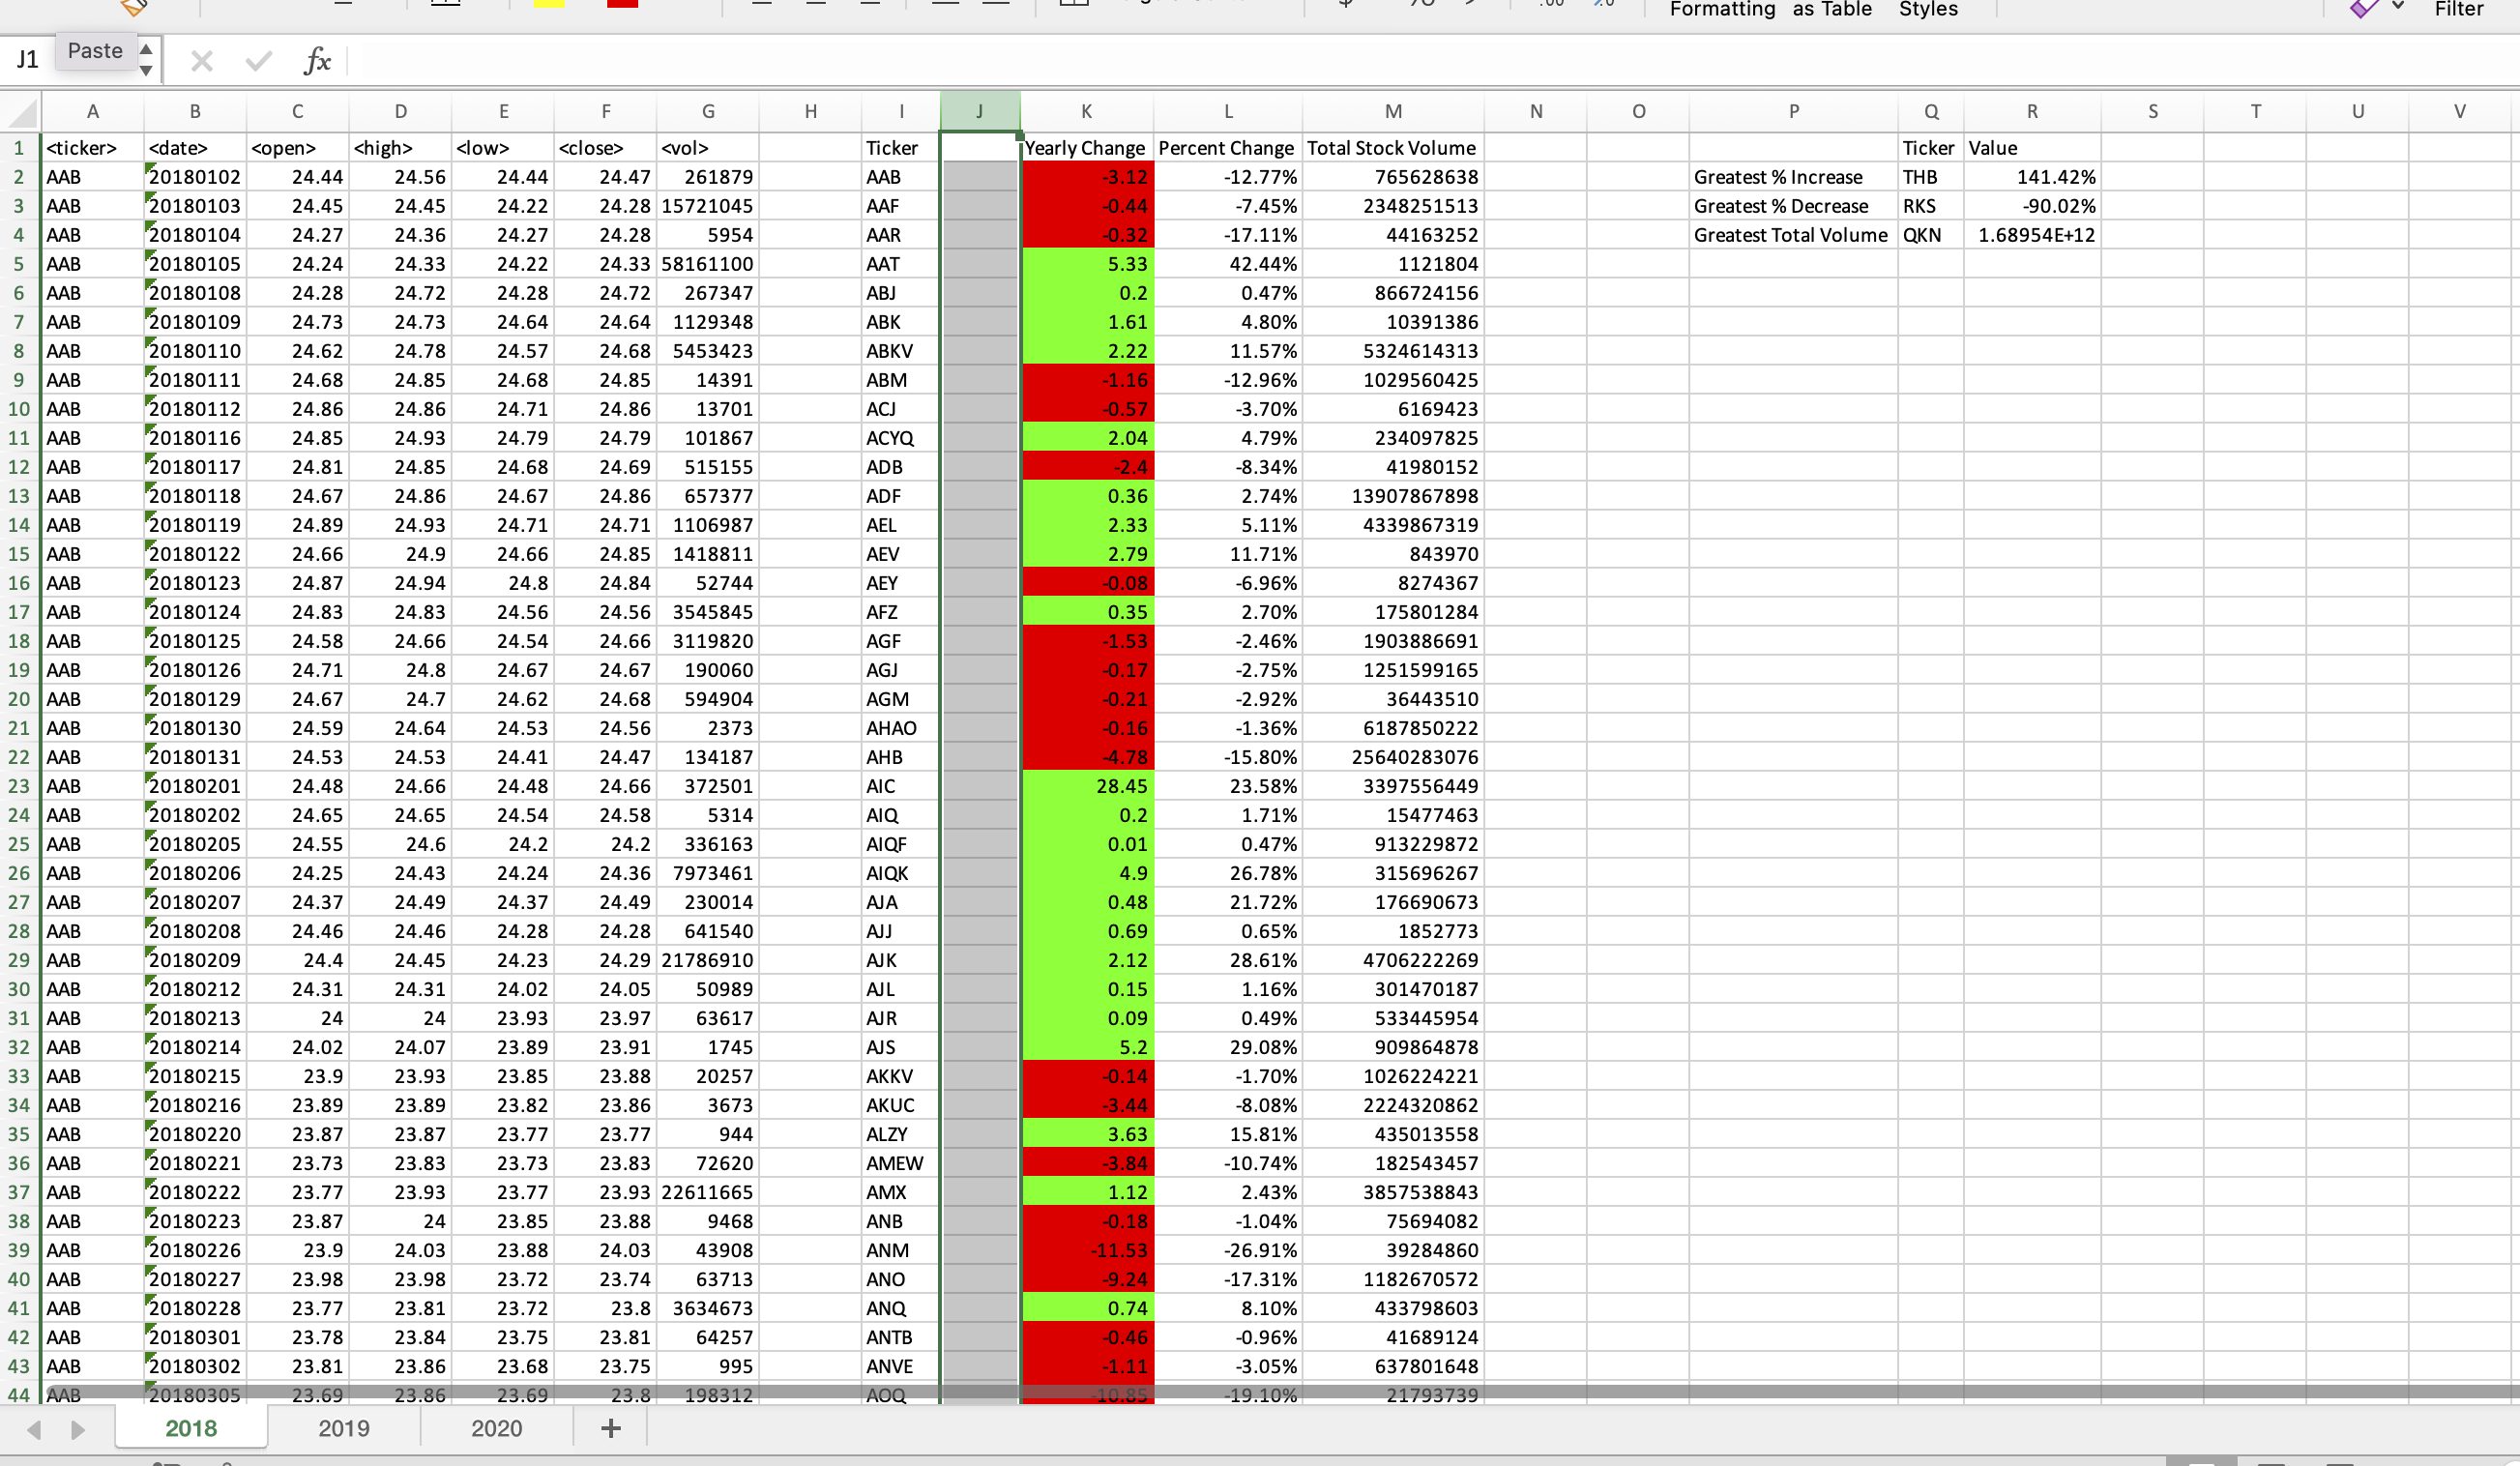 Formatting as Table Styles Filter
J1 Paste fx
A B C D E F G H I J K L M N O P Q R S T U V
1 <ticker> <date> <open> <high> <low> <close> <vol> Ticker Yearly Change Percent Change Total Stock Volume Ticker Value
2 AAB 20180102 24.44 24.56 24.44 24.47 261879 AAB -3.12 -12.77% 765628638 Greatest % Increase THB 141.42%
3 AAB 20180103 24.45 24.45 24.22 24.28 15721045 AAF -0.44 -7.45% 2348251513 Greatest % Decrease RKS -90.02%
4 AAB 20180104 24.27 24.36 24.27 24.28 5954 AAR -0.32 -17.11% 44163252 Greatest Total Volume QKN 1.68954E+12
5 AAB 20180105 24.24 24.33 24.22 24.33 58161100 AAT 5.33 42.44% 1121804
6 AAB 20180108 24.28 24.72 24.28 24.72 267347 ABJ 0.2 0.47% 866724156
7 AAB 20180109 24.73 24.73 24.64 24.64 1129348 ABK 1.61 4.80% 10391386
8 AAB 20180110 24.62 24.78 24.57 24.68 5453423 ABKV 2.22 11.57% 5324614313
9 AAB 20180111 24.68 24.85 24.68 24.85 14391 ABM -1.16 -12.96% 1029560425
10 AAB 20180112 24.86 24.86 24.71 24.86 13701 ACJ -0.57 -3.70% 6169423
11 AAB 20180116 24.85 24.93 24.79 24.79 101867 ACYQ 2.04 4.79% 234097825
12 AAB 20180117 24.81 24.85 24.68 24.69 515155 ADB -2.4 -8.34% 41980152
13 AAB 20180118 24.67 24.86 24.67 24.86 657377 ADF 0.36 2.74% 13907867898
14 AAB 20180119 24.89 24.93 24.71 24.71 1106987 AEL 2.33 5.11% 4339867319
15 AAB 20180122 24.66 24.9 24.66 24.85 1418811 AEV 2.79 11.71% 843970
16 AAB 20180123 24.87 24.94 24.8 24.84 52744 AEY -0.08 -6.96% 8274367
17 AAB 20180124 24.83 24.83 24.56 24.56 3545845 AFZ 0.35 2.70% 175801284
18 AAB 20180125 24.58 24.66 24.54 24.66 3119820 AGF -1.53 -2.46% 1903886691
19 AAB 20180126 24.71 24.8 24.67 24.67 190060 AGJ -0.17 -2.75% 1251599165
20 AAB 20180129 24.67 24.7 24.62 24.68 594904 AGM -0.21 -2.92% 36443510
21 AAB 20180130 24.59 24.64 24.53 24.56 2373 AHAO -0.16 -1.36% 6187850222
22 AAB 20180131 24.53 24.53 24.41 24.47 134187 AHB -4.78 -15.80% 25640283076
23 AAB 20180201 24.48 24.66 24.48 24.66 372501 AIC 28.45 23.58% 3397556449
24 AAB 20180202 24.65 24.65 24.54 24.58 5314 AIQ 0.2 1.71% 15477463
25 AAB 20180205 24.55 24.6 24.2 24.2 336163 AIQF 0.01 0.47% 913229872
26 AAB 20180206 24.25 24.43 24.24 24.36 7973461 AIQK 4.9 26.78% 315696267
27 AAB 20180207 24.37 24.49 24.37 24.49 230014 AJA 0.48 21.72% 176690673
28 AAB 20180208 24.46 24.46 24.28 24.28 641540 AJJ 0.69 0.65% 1852773
29 AAB 20180209 24.4 24.45 24.23 24.29 21786910 AJK 2.12 28.61% 4706222269
30 AAB 20180212 24.31 24.31 24.02 24.05 50989 AJL 0.15 1.16% 301470187
31 AAB 20180213 24 24 23.93 23.97 63617 AJR 0.09 0.49% 533445954
32 AAB 20180214 24.02 24.07 23.89 23.91 1745 AJS 5.2 29.08% 909864878
33 AAB 20180215 23.9 23.93 23.85 23.88 20257 AKKV -0.14 -1.70% 1026224221
34 AAB 20180216 23.89 23.89 23.82 23.86 3673 AKUC -3.44 -8.08% 2224320862
35 AAB 20180220 23.87 23.87 23.77 23.77 944 ALZY 3.63 15.81% 435013558
36 AAB 20180221 23.73 23.83 23.73 23.83 72620 AMEW -3.84 -10.74% 182543457
37 AAB 20180222 23.77 23.93 23.77 23.93 22611665 AMX 1.12 2.43% 3857538843
38 AAB 20180223 23.87 24 23.85 23.88 9468 ANB -0.18 -1.04% 75694082
39 AAB 20180226 23.9 24.03 23.88 24.03 43908 ANM -11.53 -26.91% 39284860
40 AAB 20180227 23.98 23.98 23.72 23.74 63713 ANO -9.24 -17.31% 1182670572
41 AAB 20180228 23.77 23.81 23.72 23.8 3634673 ANQ 0.74 8.10% 433798603
42 AAB 20180301 23.78 23.84 23.75 23.81 64257 ANTB -0.46 -0.96% 41689124
43 AAB 20180302 23.81 23.86 23.68 23.75 995 ANVE -1.11 -3.05% 637801648
44 AAB 20180305 23.69 23.86 23.69 23.8 198312 AOQ -10.85 -19.10% 21793739
2018 2019 2020 +